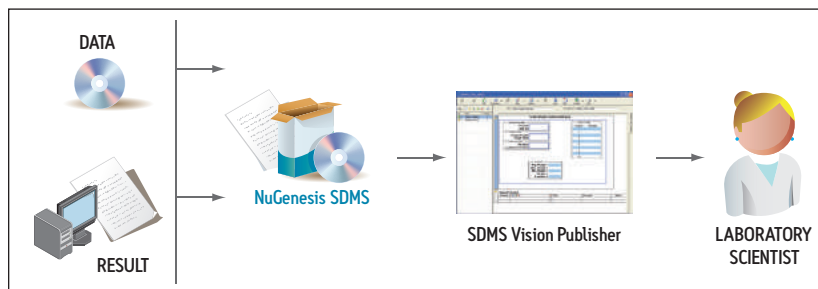 DATA
RESULT
NuGenesis SDMS
SDMS Vision Publisher
LABORATORY
SCIENTIST